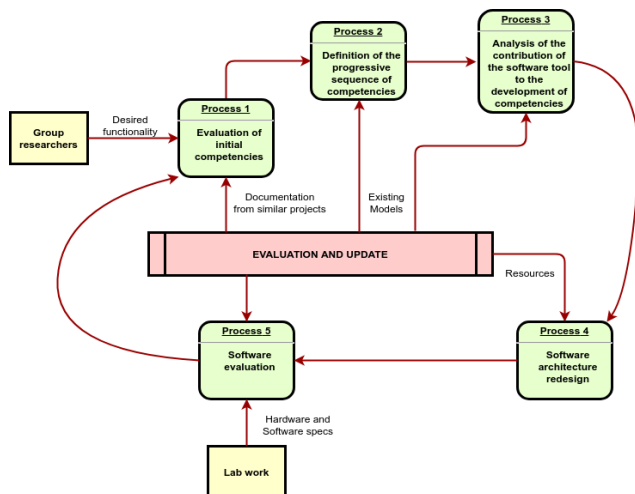 Process 3
Analysis of the
contribution of the
software tool to the
development of
competencies
Process 2
Definition of the
progressive
sequence of
competencies
Process 1
Evaluation of
initial
competencies
Group
researchers
Desired
functionality
Documentation
from similar projects
Existing
Models
EVALUATION AND UPDATE
Resources
Process 5
Software
evaluation
Process 4
Software
architecture
redesign
Hardware and
Software specs
Lab work